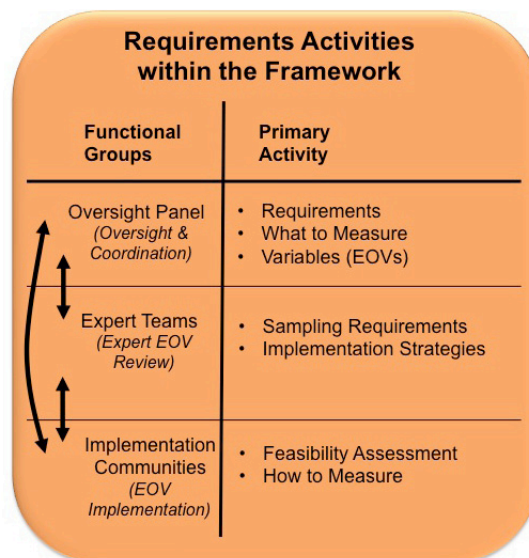 Requirements Activities
within the Framework
Functional
Groups
Primary
Activity
Oversight Panel
(Oversight &
Coordination)
• Requirements
• What to Measure
• Variables (EOVs)
Expert Teams
(Expert EOV
Review)
• Sampling Requirements
• Implementation Strategies
Implementation
Communities
(EOV
Implementation)
• Feasibility Assessment
• How to Measure